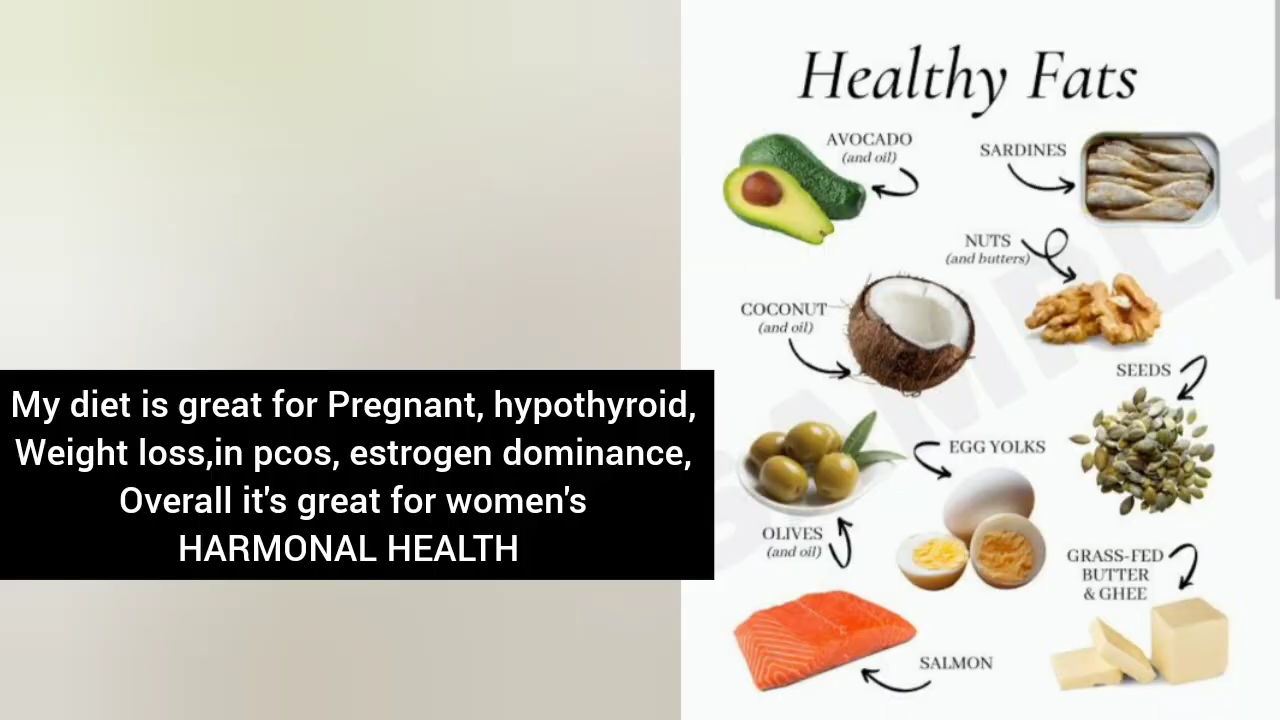 My diet is great for Pregnant, hypothyroid,
Weight loss,in pcos, estrogen dominance,
Overall it's great for women's
HARMONAL HEALTH
Healthy Fats
AVOCADO
(and oil)
SARDINES
NUTS
(and butters)
COCONUT
(and oil)
SEEDS
EGG YOLKS
OLIVES
(and oil)
GRASS-FED
BUTTER
& GHEE
SALMON
SAMPLE